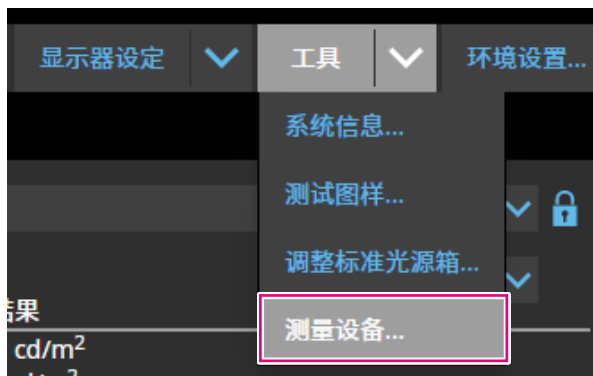 显示器设定
工具
环境设置...
系统信息...
测试图样...
调整标准光源箱...
测量设备...
结果
cd/m²